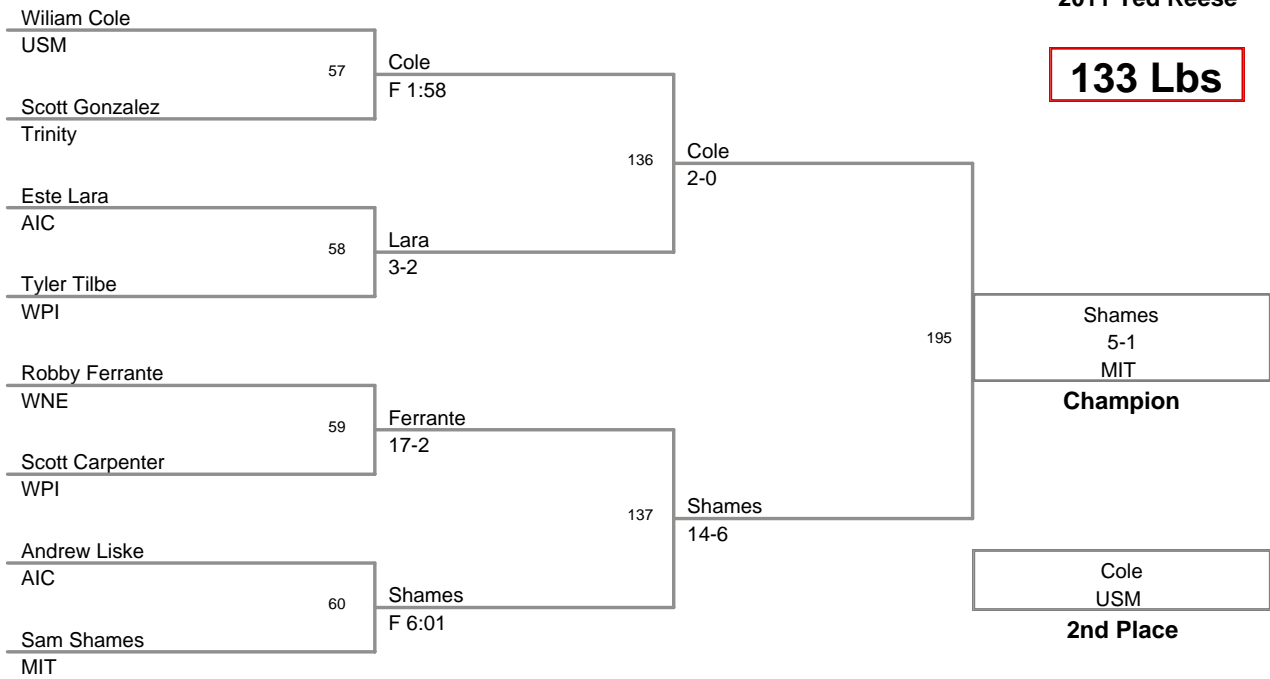 2011 Ted Reese
133 Lbs
Wiliam Cole
USM
57
Cole
F 1:58
Scott Gonzalez
Trinity
136
Cole
2-0
Este Lara
AIC
58
Lara
3-2
Tyler Tilbe
WPI
195
Shames
5-1
MIT
Champion
Robby Ferrante
WNE
59
Ferrante
17-2
Scott Carpenter
WPI
137
Shames
14-6
Andrew Liske
AIC
60
Shames
F 6:01
Sam Shames
MIT
Cole
USM
2nd Place